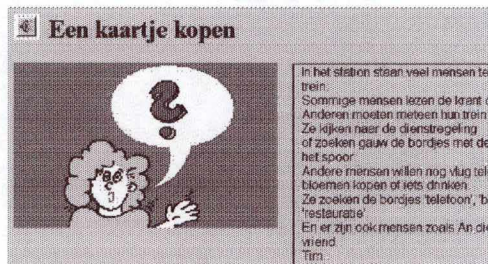 Een kaartje kopen
?
In het station staan veel mensen te
trein.
Sommige mensen lezen de krant
Anderen moeten meteen hun trein
Ze kijken naar de dienstregeling
of zoeken gauw de bordjes met de
het spoor
Andere mensen willen nog vlug
bloemen kopen of iets drinken
Ze zoeken de bordjes 'telefoon',
'restauratie'
En er zijn ook mensen zoals An die
vriend
Tim